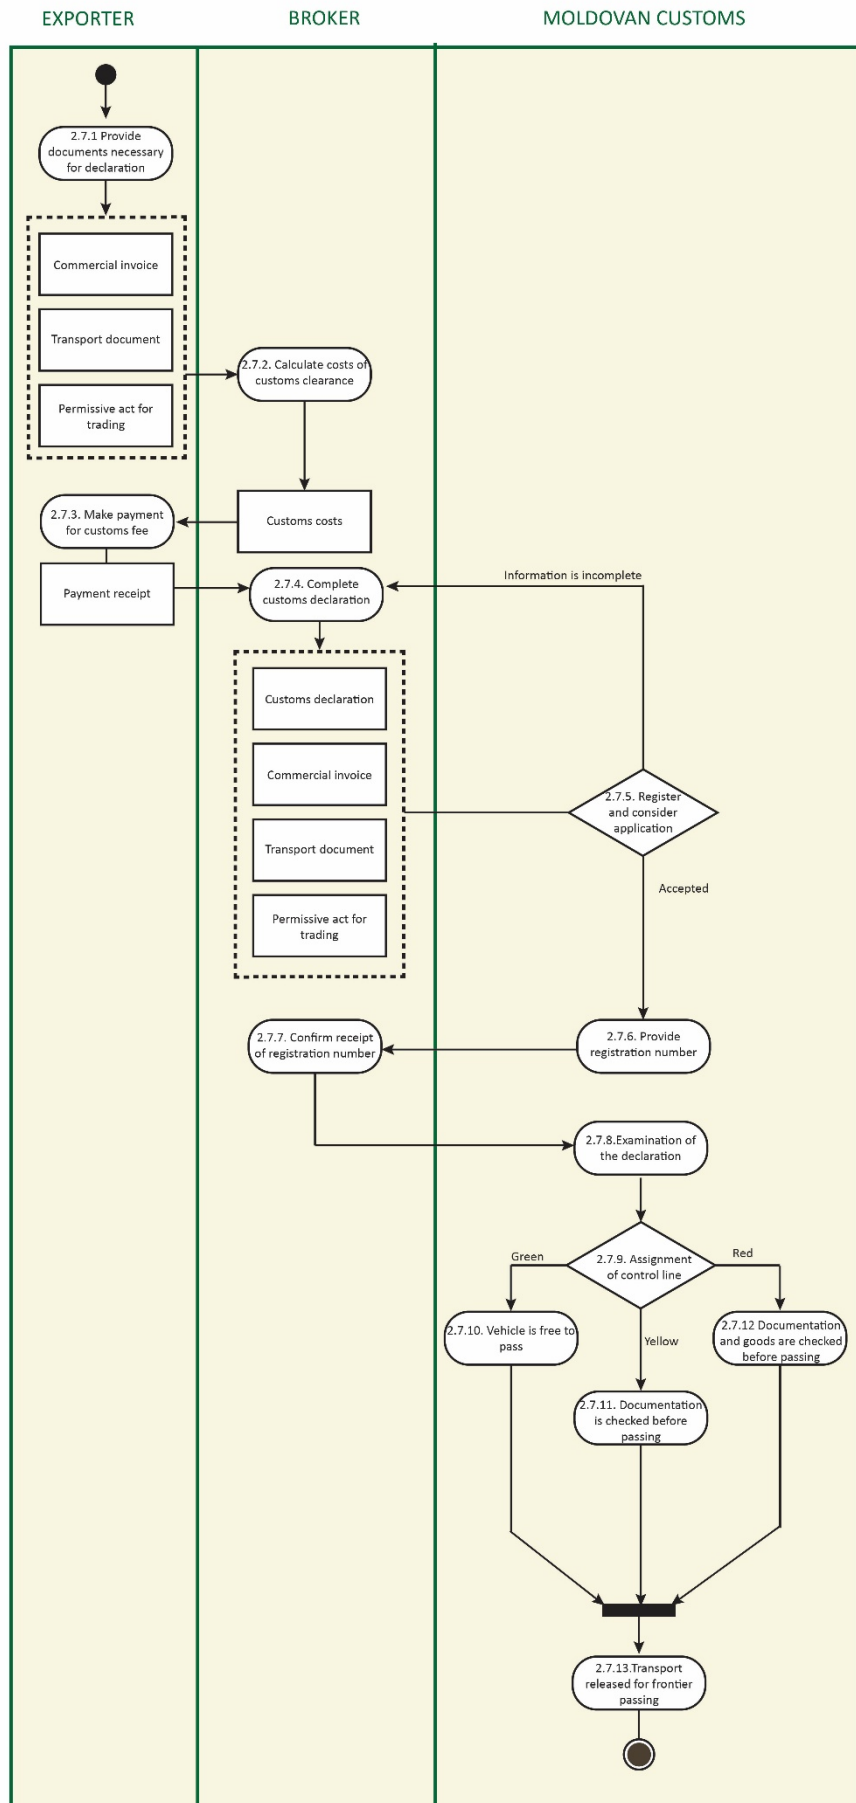 EXPORTER
BROKER
MOLDOVAN CUSTOMS
2.7.1 Provide
documents necessary
for declaration
Commercial invoice
Transport document
Permissive act for
trading
2.7.2. Calculate costs of
customs clearance
Customs costs
2.7.3. Make payment
for customs fee
Payment receipt
2.7.4. Complete
customs declaration
Information is incomplete
Customs declaration
Commercial invoice
Transport document
Permissive act for
trading
2.7.5. Register
and consider
application
Accepted
2.7.6. Provide
registration number
2.7.7. Confirm receipt
of registration number
2.7.8.Examination of
the declaration
2.7.9. Assignment
of control line
Green
Red
Yellow
2.7.10. Vehicle is free to
pass
2.7.12 Documentation
and goods are checked
before passing
2.7.11. Documentation
is checked before
passing
2.7.13.Transport
released for frontier
passing